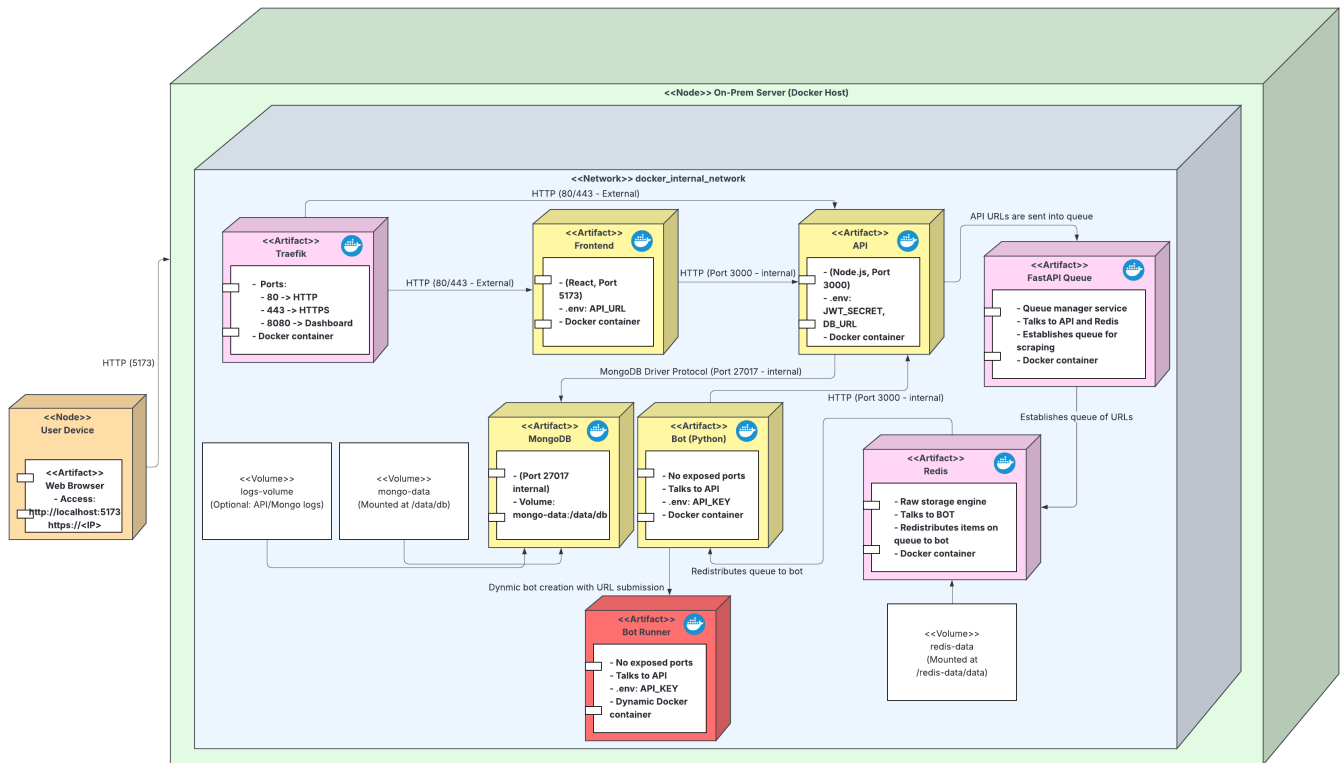 <<Node>> On-Prem Server (Docker Host)
<<Network>> docker_internal_network
HTTP (80/443 - External)
API URLs are sent into queue
<<Artifact>>
Traefik
- Ports:
- 80 -> HTTP
- 443 -> HTTPS
- 8080 -> Dashboard
- Docker container
HTTP (80/443 - External)
<<Artifact>>
Frontend
- (React, Port
5173)
- .env: API_URL
- Docker container
HTTP (Port 3000 - internal)
<<Artifact>>
API
- (Node.js, Port
3000)
- .env:
JWT_SECRET,
DB_URL
- Docker container
<<Artifact>>
FastAPI Queue
- Queue manager service
- Talks to API and Redis
- Establishes queue for
scraping
- Docker container
HTTP (5173)
MongoDB Driver Protocol (Port 27017 - internal)
HTTP (Port 3000 - internal)
Establishes queue of URLs
<<Node>>
User Device
<<Artifact>>
Web Browser
- Access:
http://localhost:5173
https://<IP>
<<Volume>>
logs-volume
(Optional: API/Mongo logs)
<<Volume>>
mongo-data
(Mounted at /data/db)
<<Artifact>>
MongoDB
- (Port 27017
internal)
- Volume:
mongo-data:/data/db
<<Artifact>>
Bot (Python)
- No exposed ports
- Talks to API
- .env: API_KEY
- Docker container
<<Artifact>>
Redis
- Raw storage engine
- Talks to BOT
- Redistributes items on
queue to bot
- Docker container
Redistributes queue to bot
Dynmic bot creation with URL submission
<<Artifact>>
Bot Runner
- No exposed ports
- Talks to API
- .env: API_KEY
- Dynamic Docker
container
<<Volume>>
redis-data
(Mounted at
/redis-data/data)